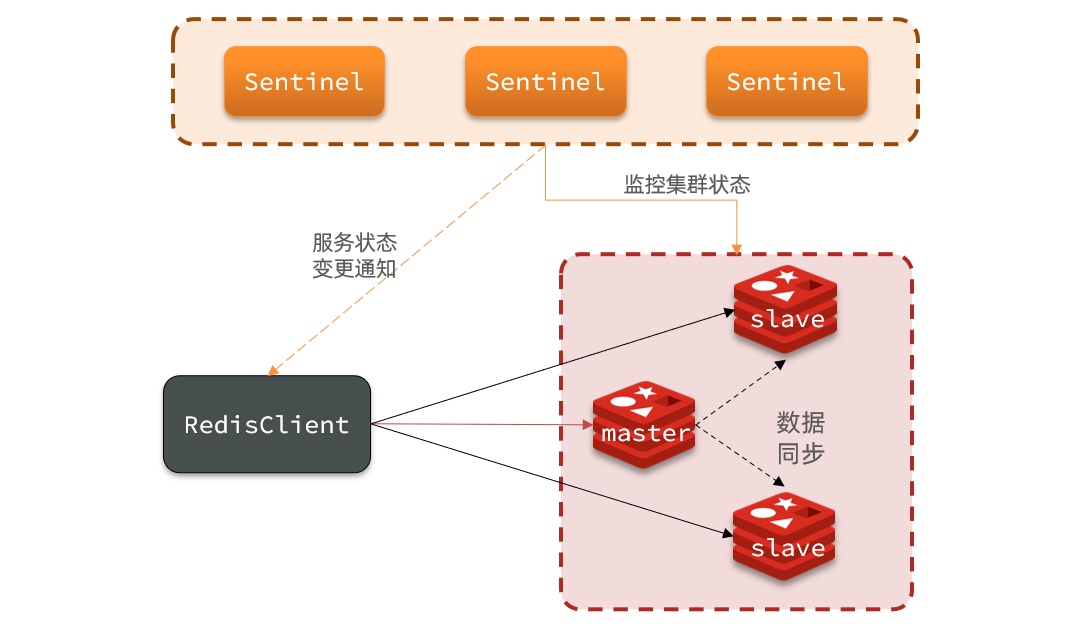 Sentinel
Sentinel
Sentinel
监控集群状态
服务状态
变更通知
slave
RedisClient
master
数据
同步
slave